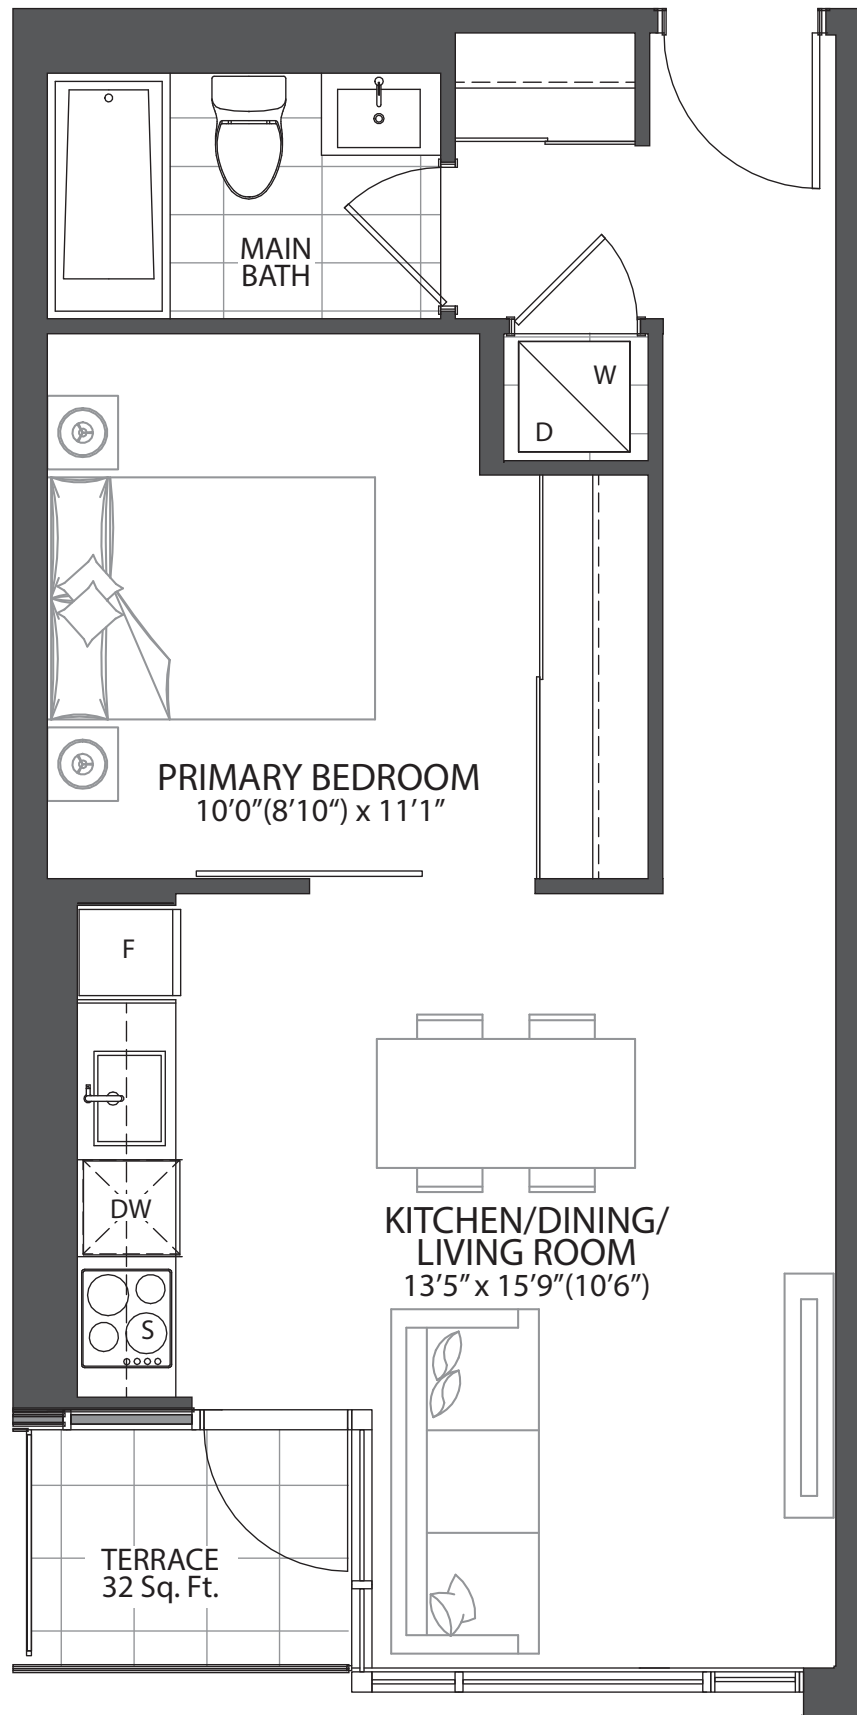 MAIN
BATH
W
D
PRIMARY BEDROOM
10’0”(8’10“) x 11’1”
F
DW
KITCHEN/DINING/
LIVING ROOM
13’5” x 15’9”(10’6”)
S
TERRACE
32 Sq. Ft.